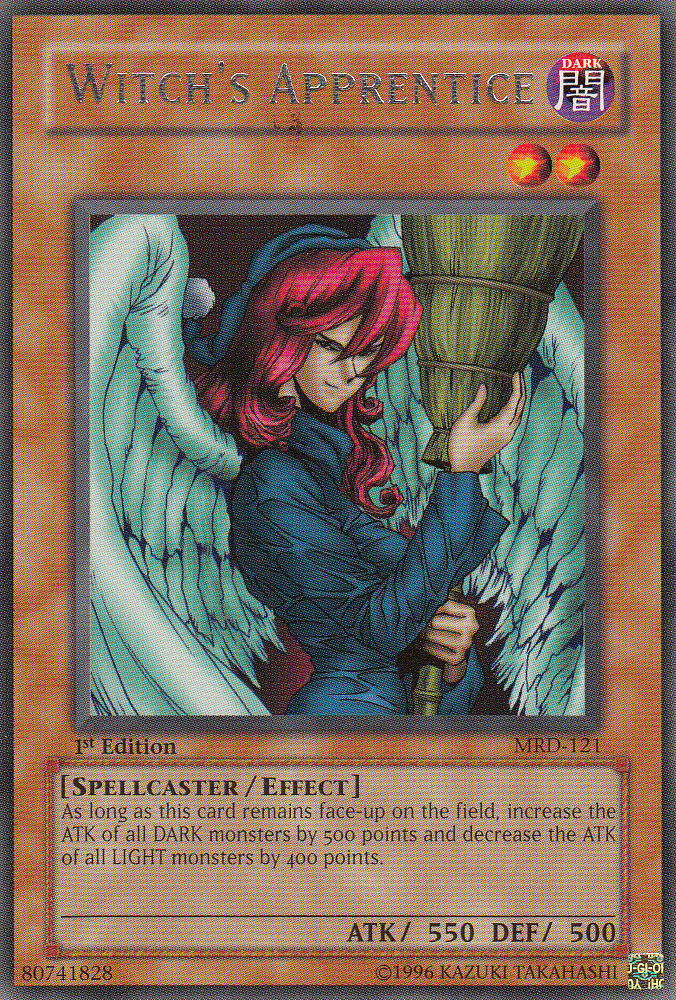 Witch's Apprentice
DARK
闇
1st Edition
MRD-121
[Spellcaster / Effect]
As long as this card remains face-up on the field, increase the
ATK of all DARK monsters by 500 points and decrease the ATK
of all LIGHT monsters by 400 points.
ATK/ 550 DEF/ 500
80741828
©1996 KAZUKI TAKAHASHI